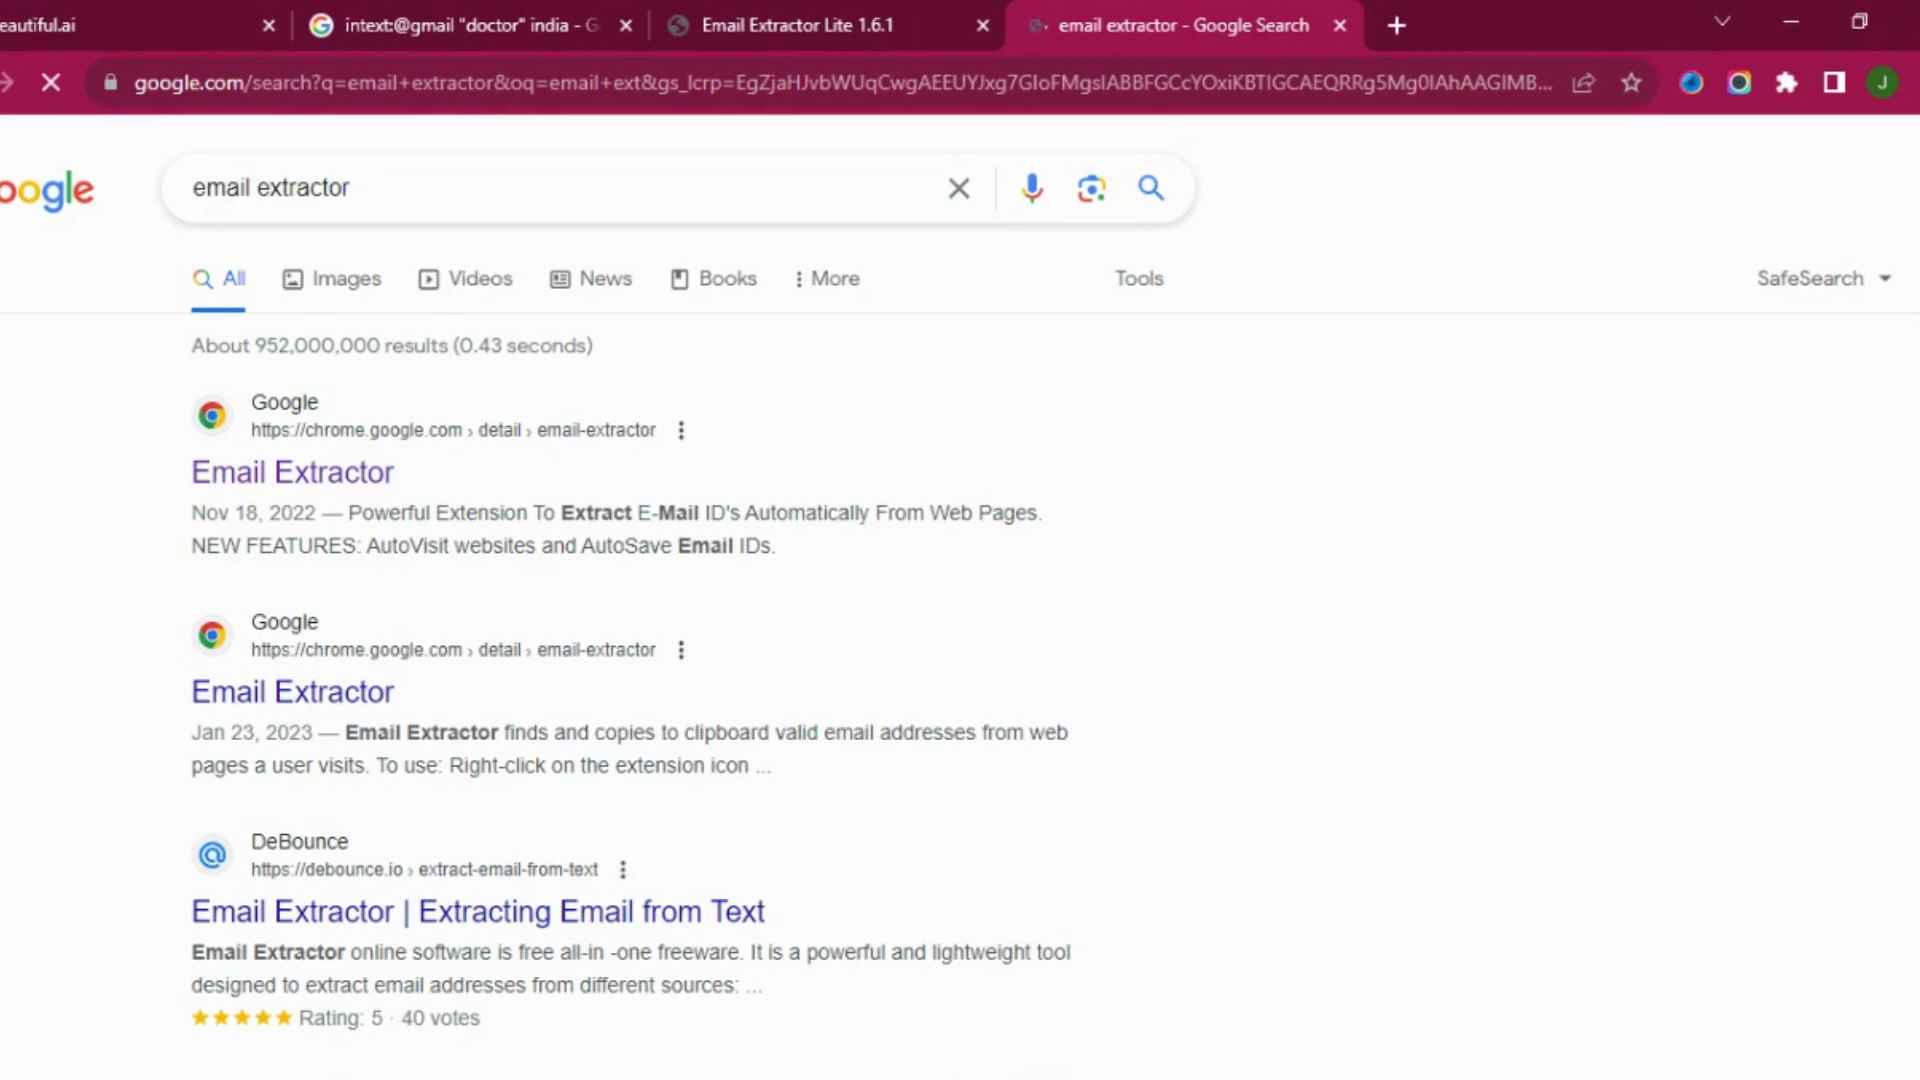 eautiful.ai
intext:@gmail "doctor" india - G
Email Extractor Lite 1.6.1
email extractor - Google Search
google.com/search?q=email+extractor&oq=email+ext&gs_lcrp=EgZjaHJvbWUqCwgAEEUYJxg7GIoFMgsIABBFGCcYOxiKBTIGCAEQRRg5Mg0IAhAAGIMB...
J
oogle
email extractor
All
Images
Videos
News
Books
More
Tools
SafeSearch
About 952,000,000 results (0.43 seconds)
Google
https://chrome.google.com › detail › email-extractor
Email Extractor
Nov 18, 2022 — Powerful Extension To Extract E-Mail ID's Automatically From Web Pages.
NEW FEATURES: AutoVisit websites and AutoSave Email IDs.
Google
https://chrome.google.com › detail › email-extractor
Email Extractor
Jan 23, 2023 — Email Extractor finds and copies to clipboard valid email addresses from web
pages a user visits. To use: Right-click on the extension icon ...
DeBounce
https://debounce.io › extract-email-from-text
Email Extractor | Extracting Email from Text
Email Extractor online software is free all-in -one freeware. It is a powerful and lightweight tool
designed to extract email addresses from different sources: ...
Rating: 5 · 40 votes